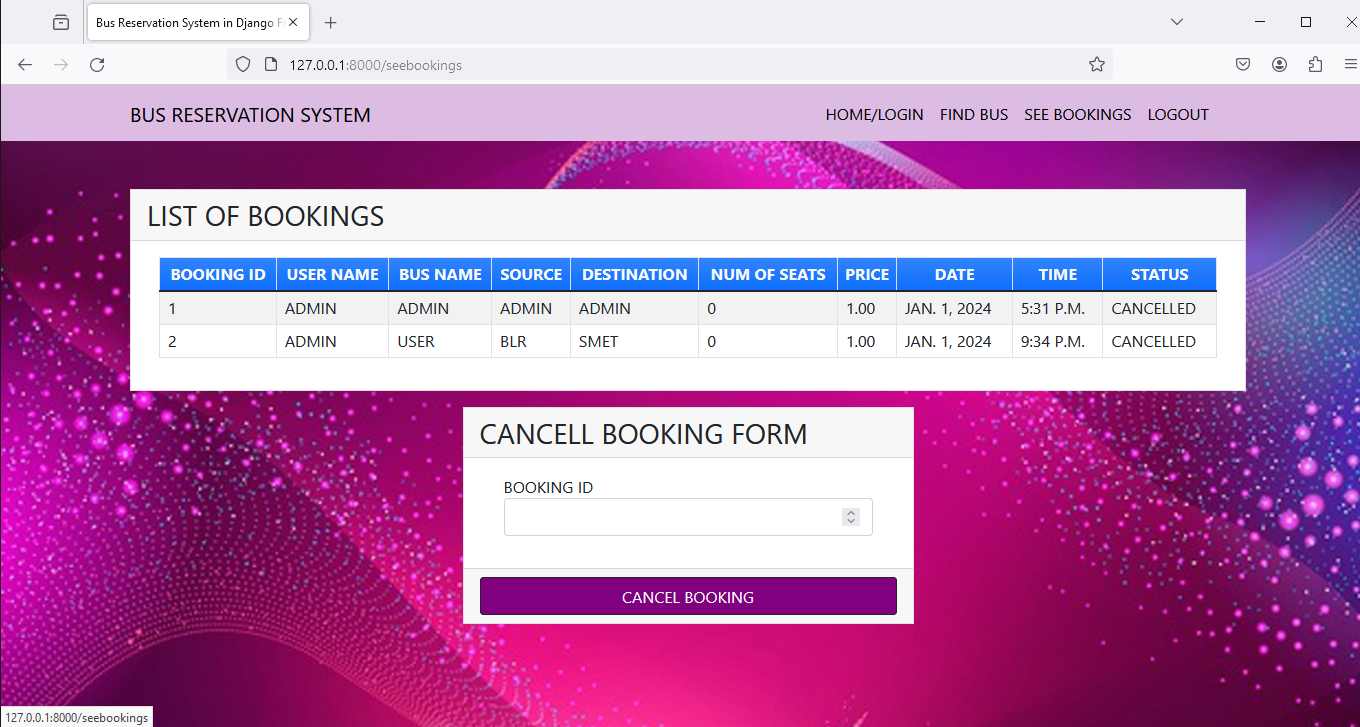 Bus Reservation System in Django
127.0.0.1:8000/seebookings
BUS RESERVATION SYSTEM HOME/LOGIN FIND BUS SEE BOOKINGS LOGOUT
LIST OF BOOKINGS
BOOKING ID USER NAME BUS NAME SOURCE DESTINATION NUM OF SEATS PRICE DATE TIME STATUS
1 ADMIN ADMIN ADMIN ADMIN 0 1.00 JAN. 1, 2024 5:31 P.M. CANCELLED
2 ADMIN USER BLR SMET 0 1.00 JAN. 1, 2024 9:34 P.M. CANCELLED
CANCELL BOOKING FORM
BOOKING ID
CANCEL BOOKING
127.0.0.1:8000/seebookings